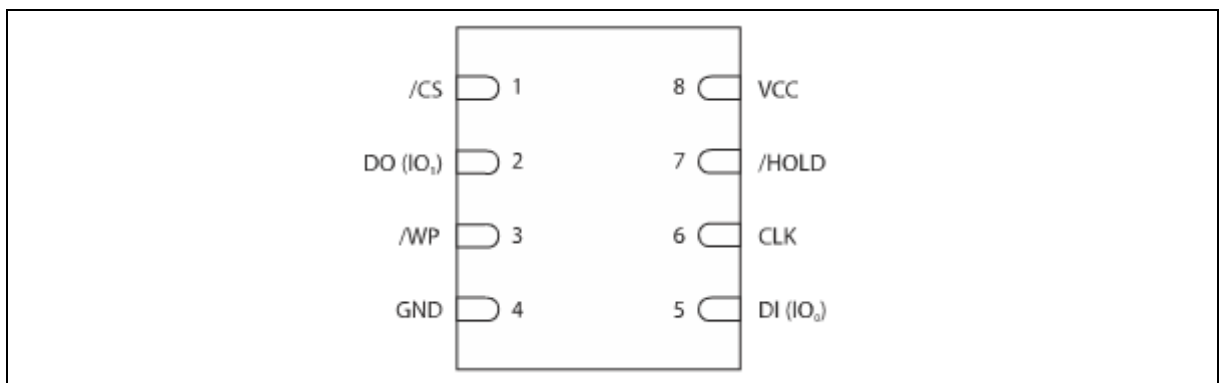 /CS 1 8 VCC
DO (IO₁) 2 7 /HOLD
/WP 3 6 CLK
GND 4 5 DI (IO₀)